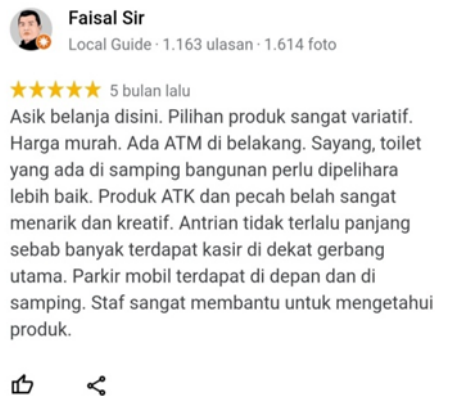 Faisal Sir
Local Guide · 1.163 ulasan · 1.614 foto
5 bulan lalu
Asik belanja disini. Pilihan produk sangat variatif.
Harga murah. Ada ATM di belakang. Sayang, toilet
yang ada di samping bangunan perlu dipelihara
lebih baik. Produk ATK dan pecah belah sangat
menarik dan kreatif. Antrian tidak terlalu panjang
sebab banyak terdapat kasir di dekat gerbang
utama. Parkir mobil terdapat di depan dan di
samping. Staf sangat membantu untuk mengetahui
produk.